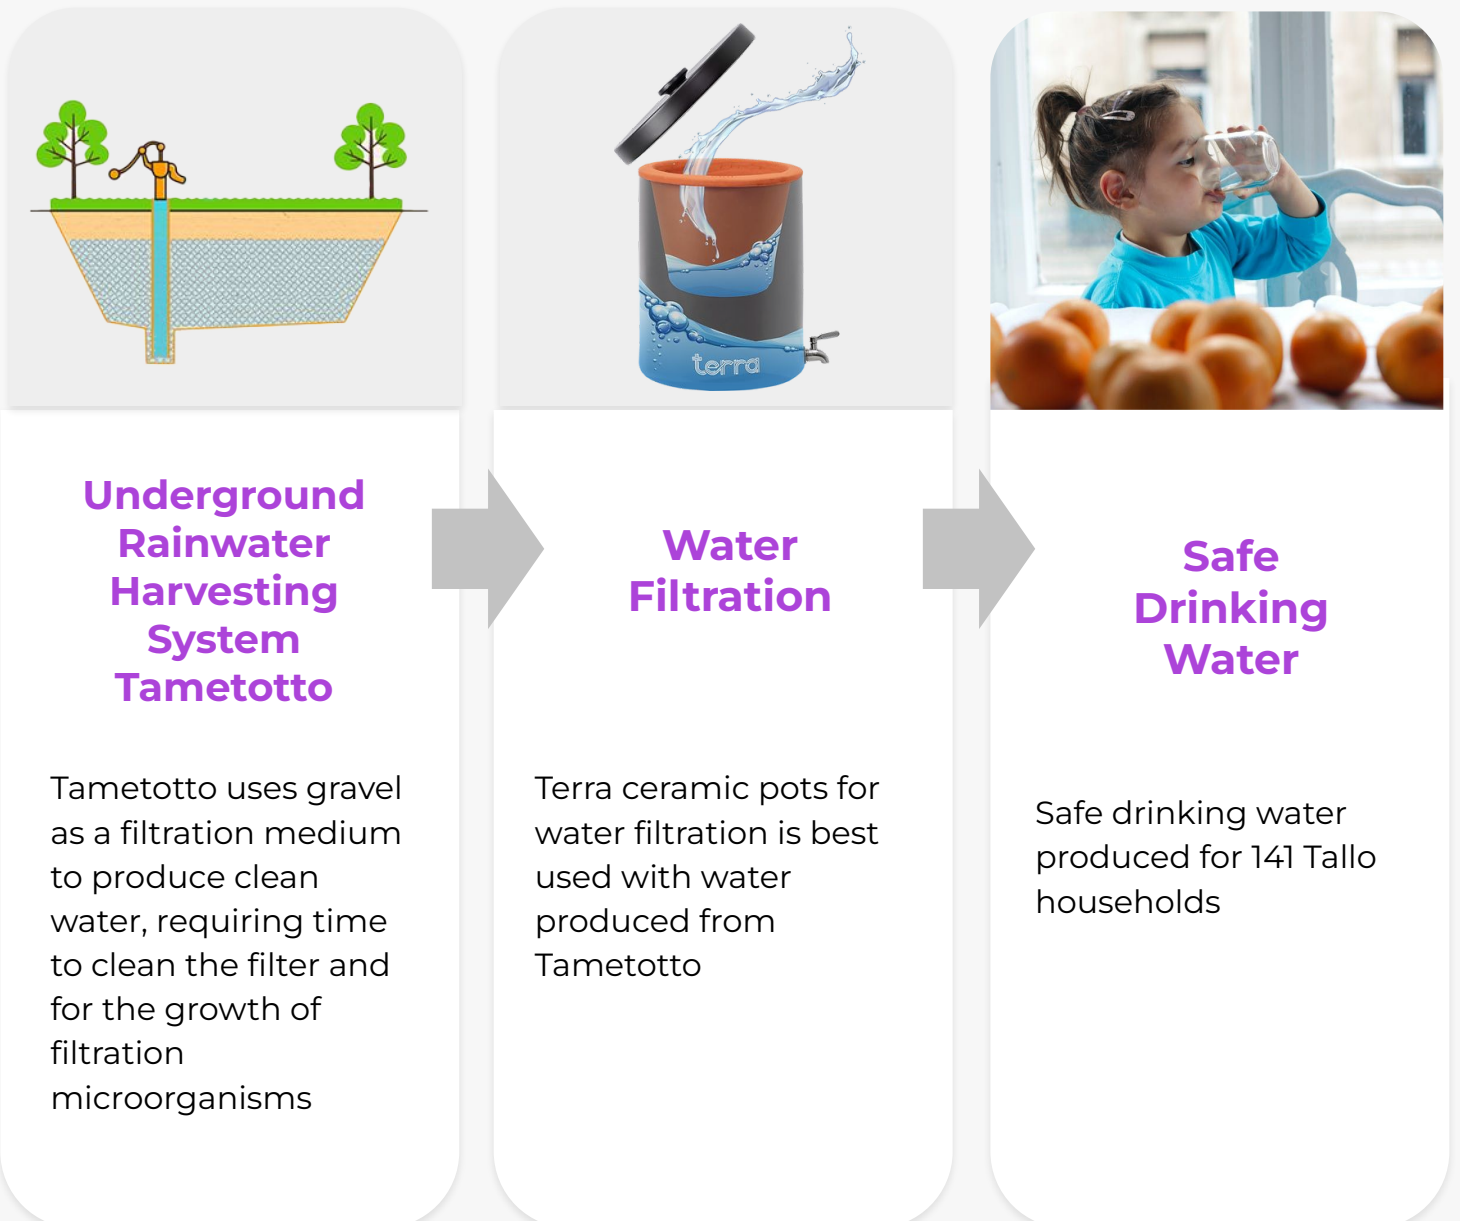 terra
Underground
Rainwater
Harvesting
System
Tametotto
Water
Filtration
Safe
Drinking
Water
Tametotto uses gravel
as a filtration medium
to produce clean
water, requiring time
to clean the filter and
for the growth of
filtration
microorganisms
Terra ceramic pots for
water filtration is best
used with water
produced from
Tametotto
Safe drinking water
produced for 141 Tallo
households